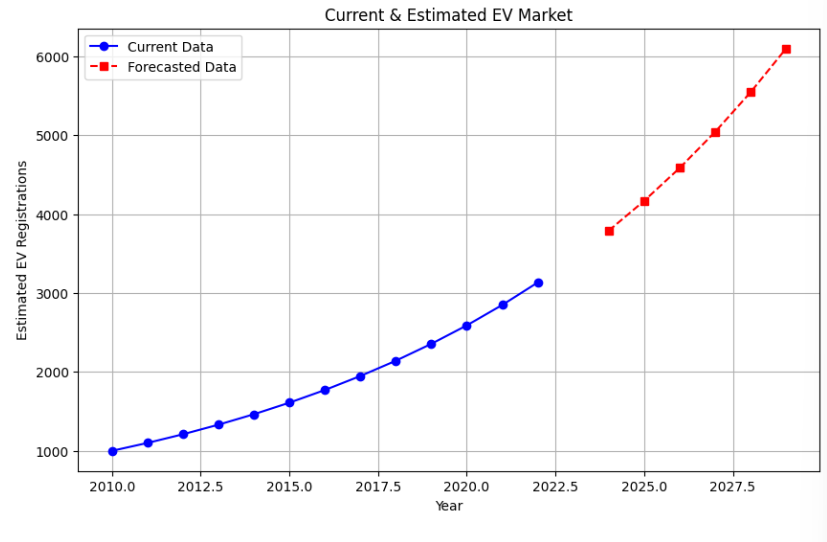 Current & Estimated EV Market
Current Data
Forecasted Data
6000
5000
4000
3000
2000
1000
Estimated EV Registrations
2010.0 2012.5 2015.0 2017.5 2020.0 2022.5 2025.0 2027.5
Year